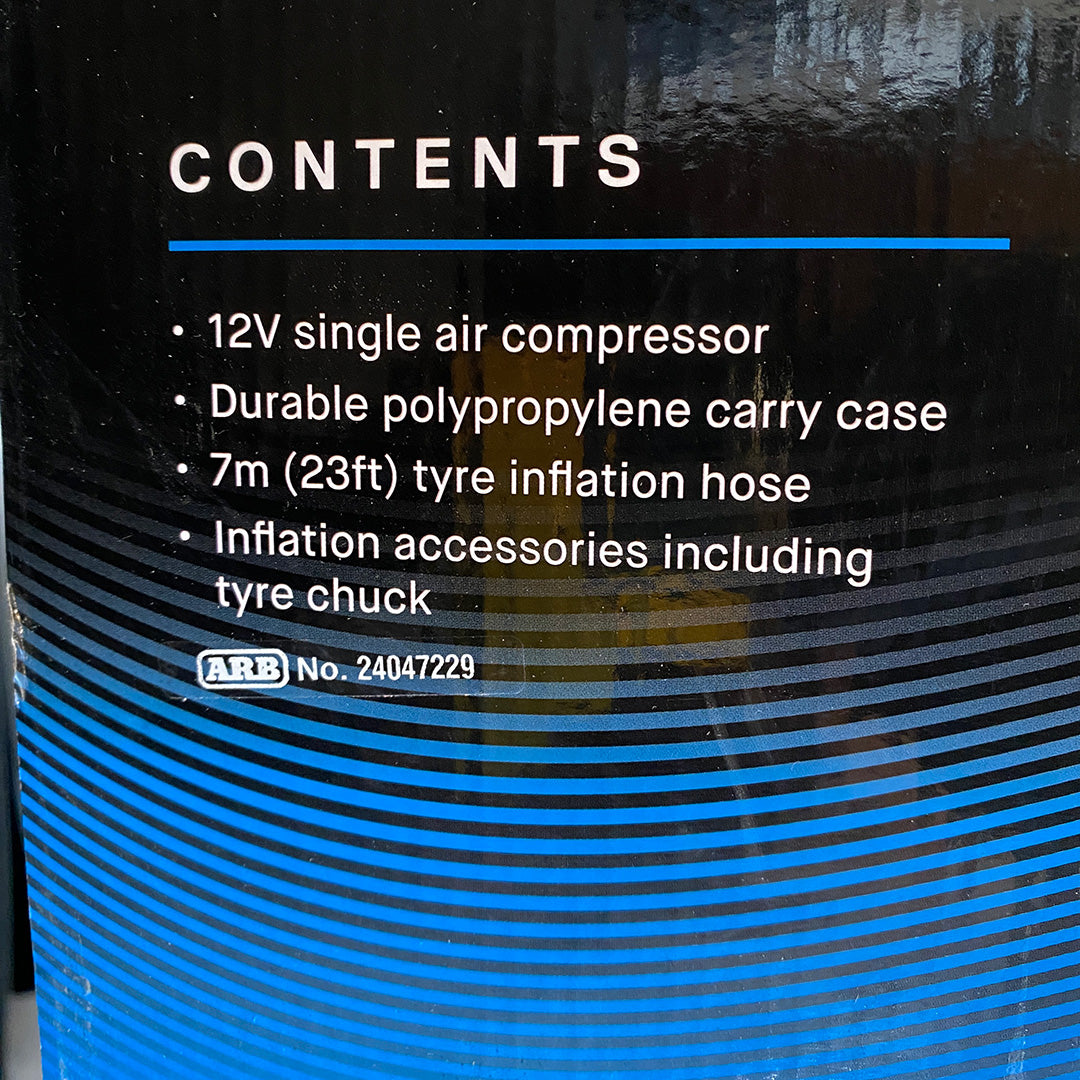 CONTENTS
• 12V single air compressor
• Durable polypropylene carry case
• 7m (23ft) tyre inflation hose
• Inflation accessories including
tyre chuck
ARB No. 24047229